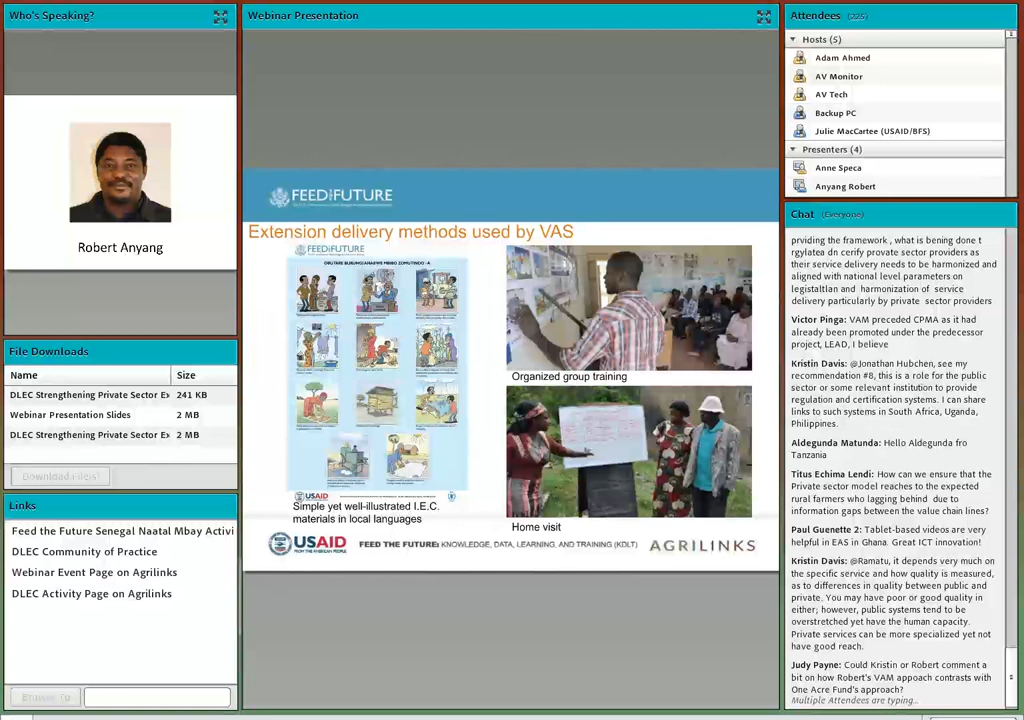 Who's Speaking?
Robert Anyang
File Downloads
Name Size
DLEC Strengthening Private Sector Ex 241 KB
Webinar Presentation Slides 2 MB
DLEC Strengthening Private Sector Ex 2 MB
Download File(s)
Links
Feed the Future Senegal Naatal Mbay Activi
DLEC Community of Practice
Webinar Event Page on Agrilinks
DLEC Activity Page on Agrilinks
Browse To
Webinar Presentation
FEED THE FUTURE
Extension delivery methods used by VAS
FEED THE FUTURE
USAID
Simple yet well-illustrated I.E.C.
materials in local languages
Organized group training
Home visit
USAID
FROM THE AMERICAN PEOPLE
FEED THE FUTURE: KNOWLEDGE, DATA, LEARNING, AND TRAINING (KDLT)
AGRILINKS
Attendees (225)
Hosts (5)
Adam Ahmed
AV Monitor
AV Tech
Backup PC
Julie MacCartee (USAID/BFS)
Presenters (4)
Anne Speca
Anyang Robert
Chat (Everyone)
prviding the framework , what is bening done t
rgylatea dn cerify provate sector providers as
their service delivery needs to be harmonized and
aligned with national level parameters on
legistaltlan and harmonization of service
delivery particularly by private sector providers
Victor Pinga: VAM preceded CPMA as it had
already been promoted under the predecessor
project, LEAD, I believe
Kristin Davis: @Jonathan Hubchen, see my
recommendation #8, this is a role for the public
sector or some relevant institution to provide
regulation and certification systems. I can share
links to such systems in South Africa, Uganda,
Philippines.
Aldegunda Matunda: Hello Aldegunda fro
Tanzania
Titus Echima Lendi: How can we ensure that the
Private sector model reaches to the expected
rural farmers who lagging behind due to
information gaps between the value chain lines?
Paul Guenette 2: Tablet-based videos are very
helpful in EAS in Ghana. Great ICT innovation!
Kristin Davis: @Ramatu, it depends very much on
the specific service and how quality is measured,
as to differences in quality between public and
private. You may have poor or good quality in
either; however, public systems tend to be
overstretched yet have the human capacity.
Private services can be more specialized yet not
have good reach.
Judy Payne: Could Kristin or Robert comment a
bit on how Robert's VAM appoach contrasts with
One Acre Fund's approach?
Multiple Attendees are typing...